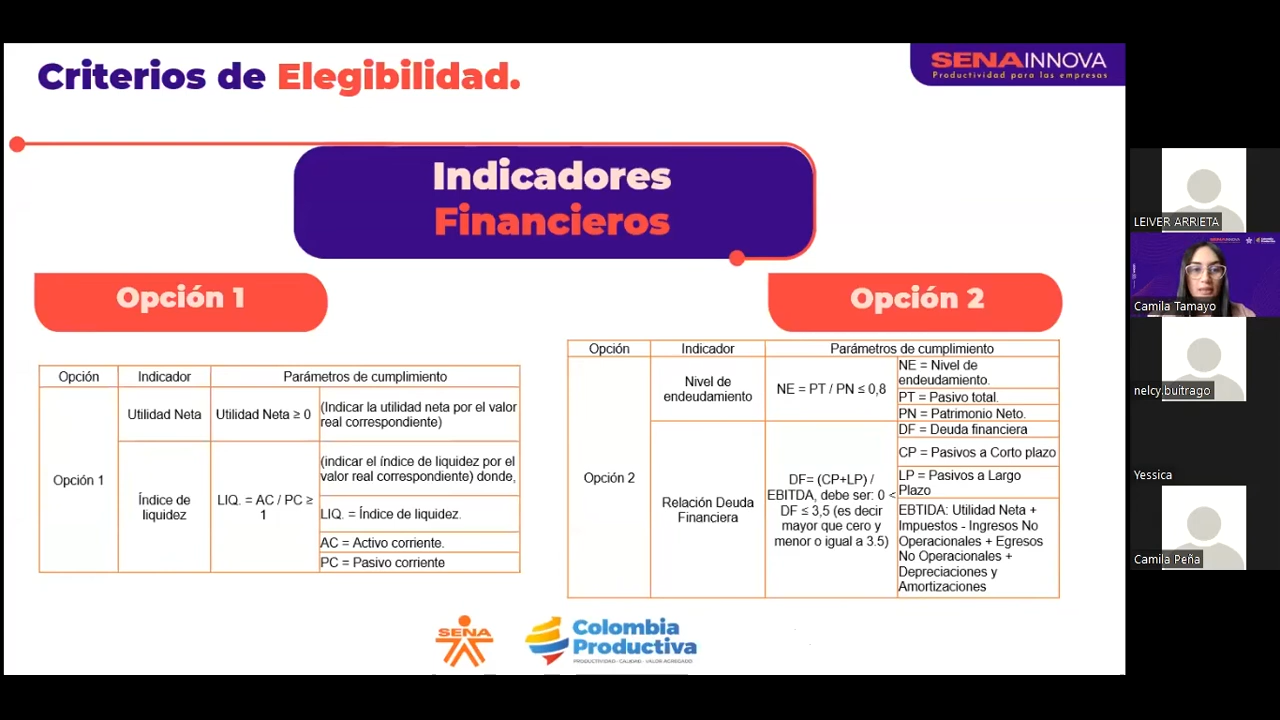 Criterios de Elegibilidad.
SENAINNOVA
Productividad para las empresas
Indicadores
Financieros
Opción 1
Opción 2
Opción Indicador Parámetros de cumplimiento
Opción 1
Utilidad Neta
Utilidad Neta ≥ 0
(Indicar la utilidad neta por el valor
real correspondiente)
Índice de
liquidez
LIQ. = AC / PC ≥
1
(indicar el índice de liquidez por el
valor real correspondiente) donde,
LIQ. = Índice de liquidez.
AC = Activo corriente.
PC = Pasivo corriente
Opción Indicador Parámetros de cumplimiento
Opción 2
Nivel de
endeudamiento
NE = PT / PN ≤ 0,8
NE = Nivel de
endeudamiento.
PT = Pasivo total.
PN = Patrimonio Neto.
Relación Deuda
Financiera
DF= (CP+LP) /
EBITDA, debe ser: 0 <
DF ≤ 3,5 (es decir
mayor que cero y
menor o igual a 3.5)
DF = Deuda financiera
CP = Pasivos a Corto plazo
LP = Pasivos a Largo
Plazo
EBTIDA: Utilidad Neta +
Impuestos - Ingresos No
Operacionales + Egresos
No Operacionales +
Depreciaciones y
Amortizaciones
SENA
Colombia
Productiva
PRODUCTIVIDAD - CALIDAD - VALOR AGREGADO
LEIVER ARRIETA
Camila Tamayo
nelcy.buitrago
Yessica
Camila Peña